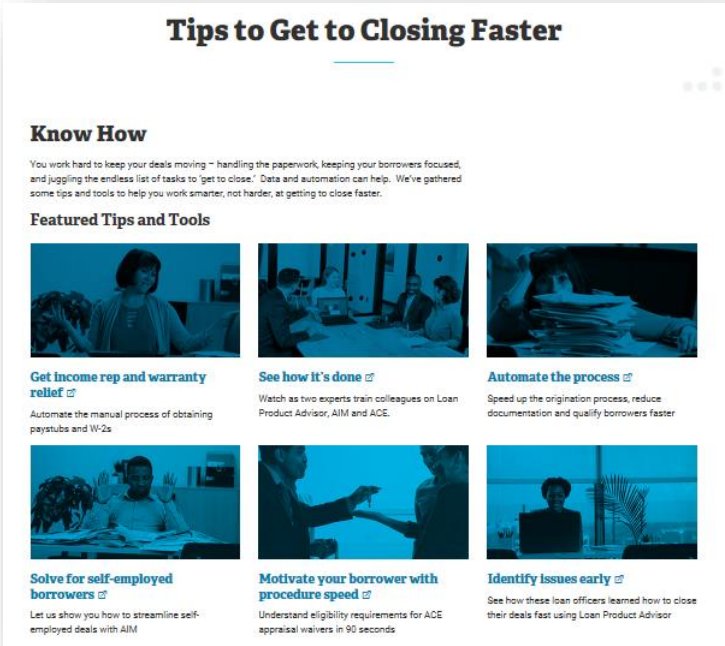 Tips to Get to Closing Faster
Know How
You work hard to keep your deals moving – handling the paperwork, keeping your borrowers focused,
and juggling the endless list of tasks to 'get to close.'  Data and automation can help.  We've gathered
some tips and tools to help you work smarter, not harder, at getting to close faster.
Featured Tips and Tools
Get income rep and warranty
relief
Automate the manual process of obtaining
paystubs and W-2s
See how it's done
Watch as two experts train colleagues on Loan
Product Advisor, AIM and ACE.
Automate the process
Speed up the origination process, reduce
documentation and qualify borrowers faster
Solve for self-employed
borrowers
Let us show you how to streamline self-
employed deals with AIM
Motivate your borrower with
procedure speed
Understand eligibility requirements for ACE
appraisal waivers in 90 seconds
Identify issues early
See how these loan officers learned how to close
their deals fast using Loan Product Advisor